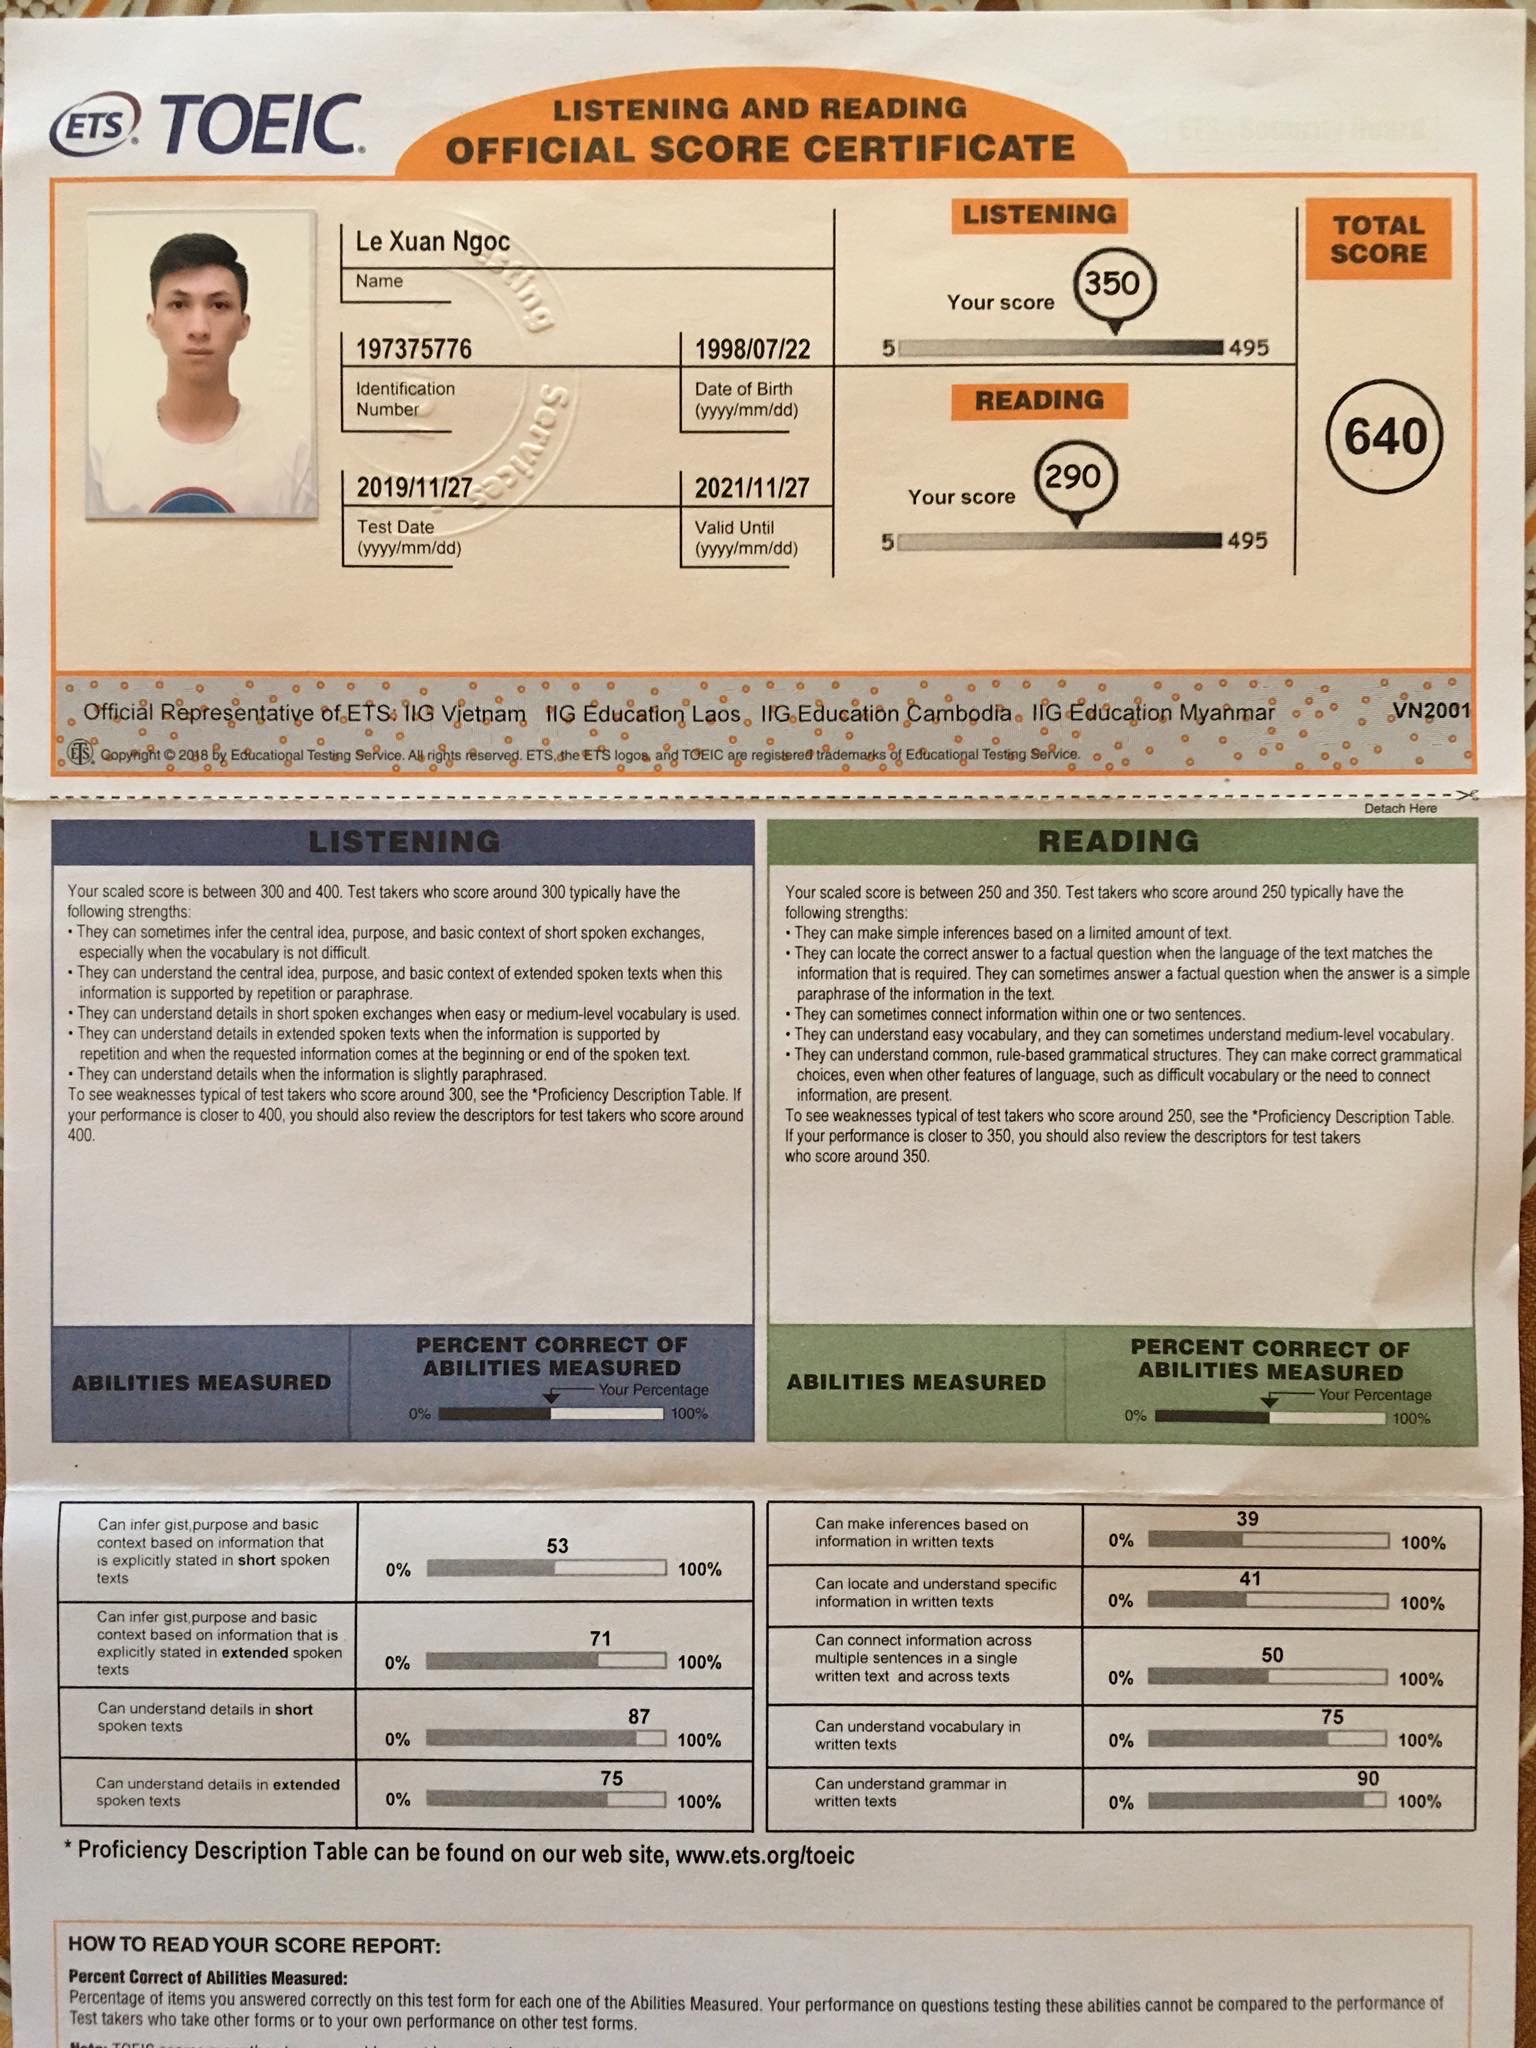 ETS® TOEIC®
LISTENING AND READING
OFFICIAL SCORE CERTIFICATE
Le Xuan Ngoc
Name
197375776
Identification
Number
1998/07/22
Date of Birth
(yyyy/mm/dd)
2019/11/27
Test Date
(yyyy/mm/dd)
2021/11/27
Valid Until
(yyyy/mm/dd)
Services
LISTENING
Your score
350
5 495
READING
Your score
290
5 495
TOTAL
SCORE
640
Official Representative of ETS: IIG Vietnam IIG Education Laos IIG Education Cambodia IIG Education Myanmar VN2001
ETS Copyright © 2018 by Educational Testing Service. All rights reserved. ETS, the ETS logos, and TOEIC are registered trademarks of Educational Testing Service.
Detach Here
LISTENING
Your scaled score is between 300 and 400. Test takers who score around 300 typically have the
following strengths:
• They can sometimes infer the central idea, purpose, and basic context of short spoken exchanges,
especially when the vocabulary is not difficult.
• They can understand the central idea, purpose, and basic context of extended spoken texts when this
information is supported by repetition or paraphrase.
• They can understand details in short spoken exchanges when easy or medium-level vocabulary is used.
• They can understand details in extended spoken texts when the information is supported by
repetition and when the requested information comes at the beginning or end of the spoken text.
• They can understand details when the information is slightly paraphrased.
To see weaknesses typical of test takers who score around 300, see the *Proficiency Description Table. If
your performance is closer to 400, you should also review the descriptors for test takers who score around
400.
ABILITIES MEASURED
PERCENT CORRECT OF
ABILITIES MEASURED
Your Percentage
0% 100%
READING
Your scaled score is between 250 and 350. Test takers who score around 250 typically have the
following strengths:
• They can make simple inferences based on a limited amount of text.
• They can locate the correct answer to a factual question when the language of the text matches the
information that is required. They can sometimes answer a factual question when the answer is a simple
paraphrase of the information in the text.
• They can sometimes connect information within one or two sentences.
• They can understand easy vocabulary, and they can sometimes understand medium-level vocabulary.
• They can understand common, rule-based grammatical structures. They can make correct grammatical
choices, even when other features of language, such as difficult vocabulary or the need to connect
information, are present.
To see weaknesses typical of test takers who score around 250, see the *Proficiency Description Table.
If your performance is closer to 350, you should also review the descriptors for test takers
who score around 350.
ABILITIES MEASURED
PERCENT CORRECT OF
ABILITIES MEASURED
Your Percentage
0% 100%
Can infer gist,purpose and basic
context based on information that
is explicitly stated in short spoken
texts
53
0% 100%
Can infer gist,purpose and basic
context based on information that is
explicitly stated in extended spoken
texts
71
0% 100%
Can understand details in short
spoken texts
87
0% 100%
Can understand details in extended
spoken texts
75
0% 100%
Can make inferences based on
information in written texts
39
0% 100%
Can locate and understand specific
information in written texts
41
0% 100%
Can connect information across
multiple sentences in a single
written text and across texts
50
0% 100%
Can understand vocabulary in
written texts
75
0% 100%
Can understand grammar in
written texts
90
0% 100%
* Proficiency Description Table can be found on our web site, www.ets.org/toeic
HOW TO READ YOUR SCORE REPORT:
Percent Correct of Abilities Measured:
Percentage of items you answered correctly on this test form for each one of the Abilities Measured. Your performance on questions testing these abilities cannot be compared to the performance of
Test takers who take other forms or to your own performance on other test forms.